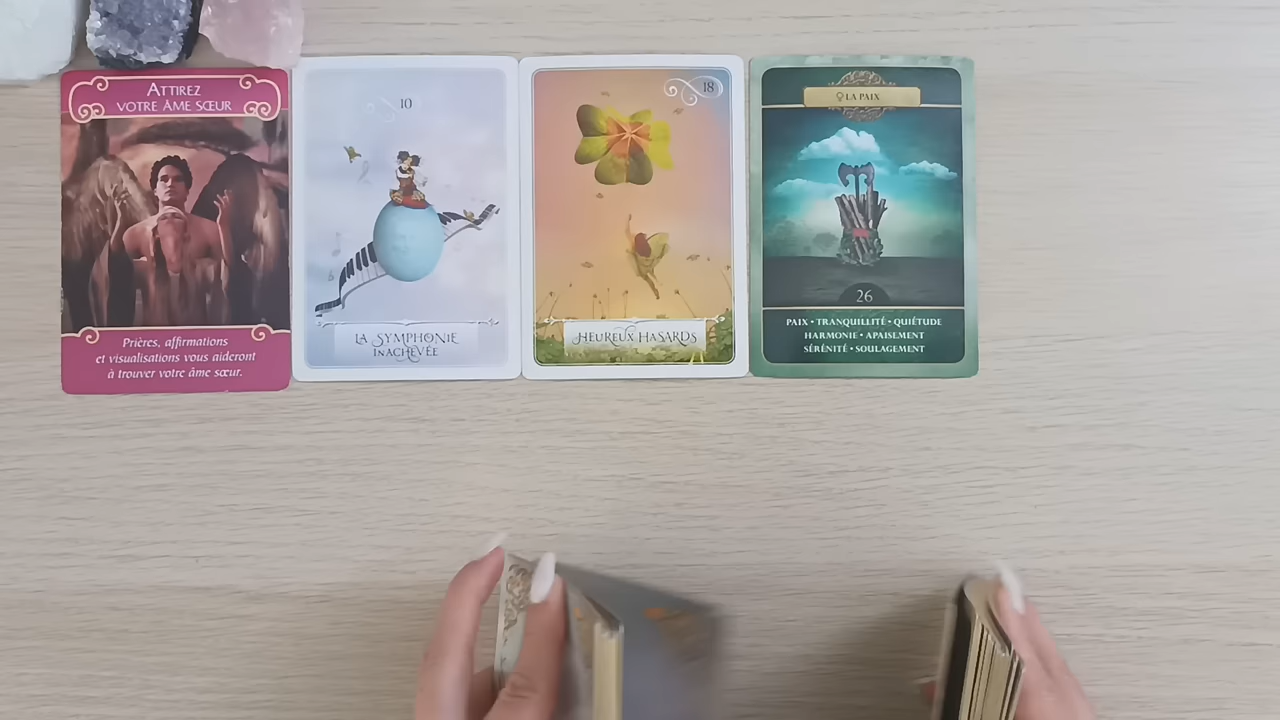 ATTIREZ
VOTRE ÂME SŒUR
Prières, affirmations
et visualisations vous aideront
à trouver votre âme sœur.
10
LA SYMPHONIE
INACHEVÉE
18
HEUREUX HASARDS
LA PAIX
26
PAIX • TRANQUILLITÉ • QUIÉTUDE
HARMONIE • APAISEMENT
SÉRÉNITÉ • SOULAGEMENT